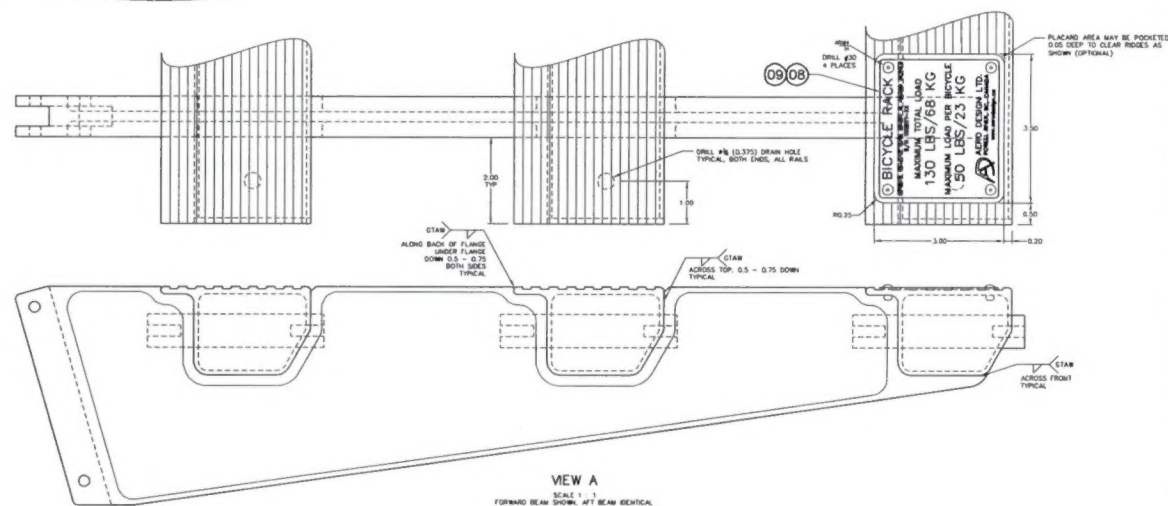 PLACARD AREA MAY BE POCKETED
0.05 DEEP TO CLEAR RIDGES AS
SHOWN (OPTIONAL)
DRILL #30
4 PLACES
09 08
BICYCLE RACK
MAXIMUM TOTAL LOAD
130 LBS/68 KG
MAXIMUM LOAD PER BICYCLE
50 LBS/23 KG
AERO DESIGN LTD.
3.50
DRILL (0.375) DRAIN HOLE
TYPICAL, BOTH ENDS, ALL RAILS
2.00
TYP
1.00
R0.25
0.50
3.00
0.20
GTAW
ALONG BACK OF FLANGE
UNDER FLANGE
DOWN 0.5 - 0.75
BOTH SIDES
TYPICAL
GTAW
ACROSS TOP, 0.5 - 0.75 DOWN
TYPICAL
GTAW
ACROSS FRONT
TYPICAL
VIEW A
SCALE 1 : 1
FORWARD BEAM SHOWN, AFT BEAM IDENTICAL